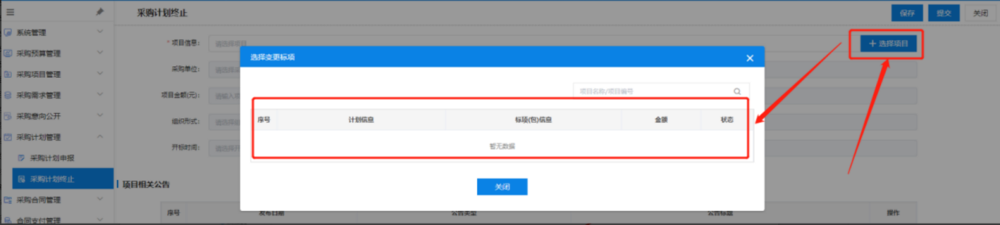 采购计划终止
保存
提交
关闭
系统管理
采购预算管理
采购项目管理
采购需求管理
采购意向公开
采购计划管理
采购计划申报
采购计划终止
采购合同管理
合同支付管理
* 项目信息：
请选择项目
+ 选择项目
采购单位：
项目金额(元)：
组织形式：
开标时间：
选择变更标项
项目名称/项目编号
序号 计划信息 标项(包)信息 金额 状态
暂无数据
关闭
项目相关公告
序号 发布日期 公告类型 公告标题 操作